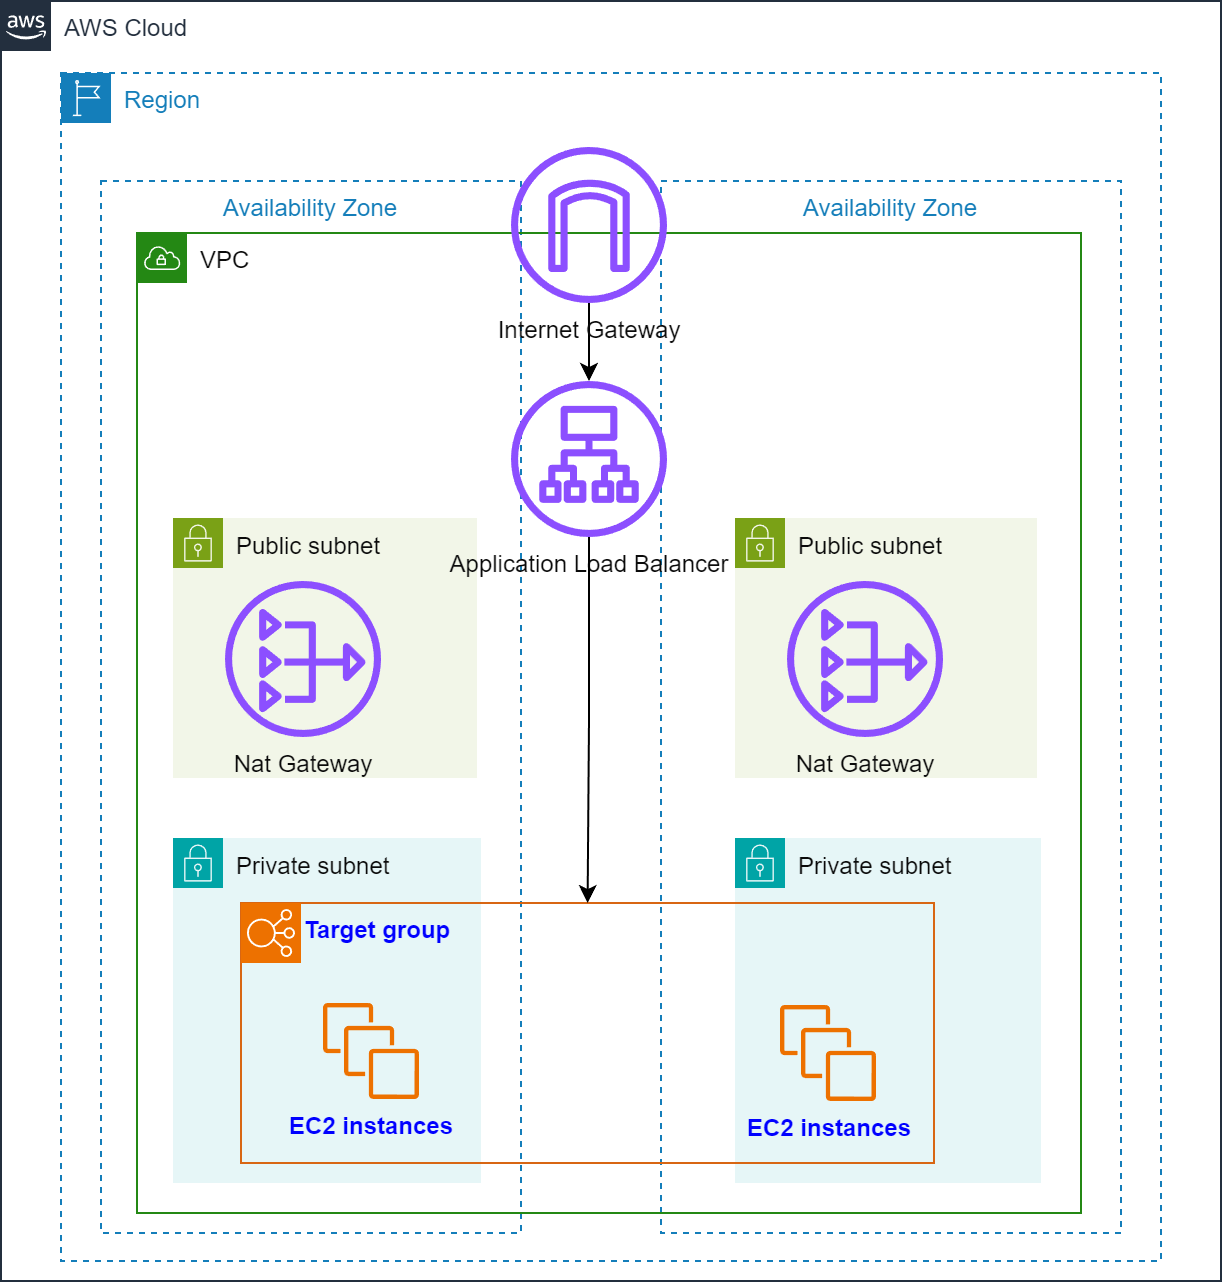 aws
AWS Cloud
Region
Availability Zone
Availability Zone
VPC
Internet Gateway
Application Load Balancer
Public subnet
Public subnet
Nat Gateway
Nat Gateway
Private subnet
Private subnet
Target group
EC2 instances
EC2 instances